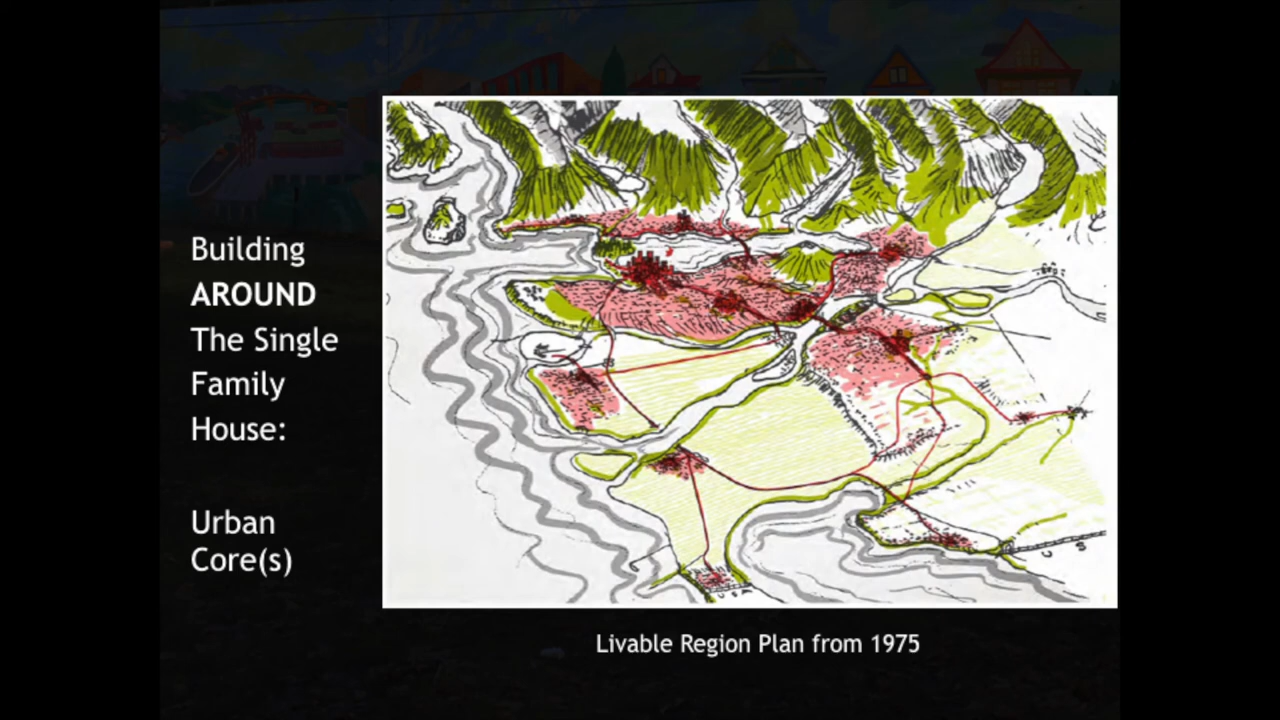 Building
AROUND
The Single
Family
House:
Urban
Core(s)
U S
U S A
Livable Region Plan from 1975